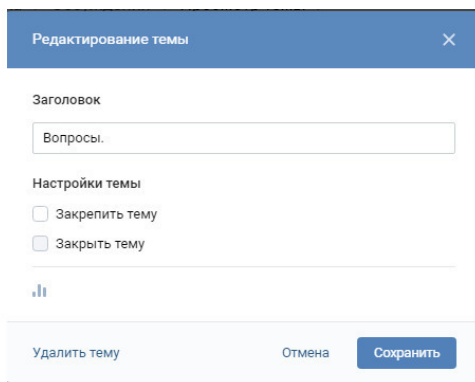 Редактирование темы
Заголовок
Вопросы.
Настройки темы
Закрепить тему
Закрыть тему
Удалить тему Отмена Сохранить